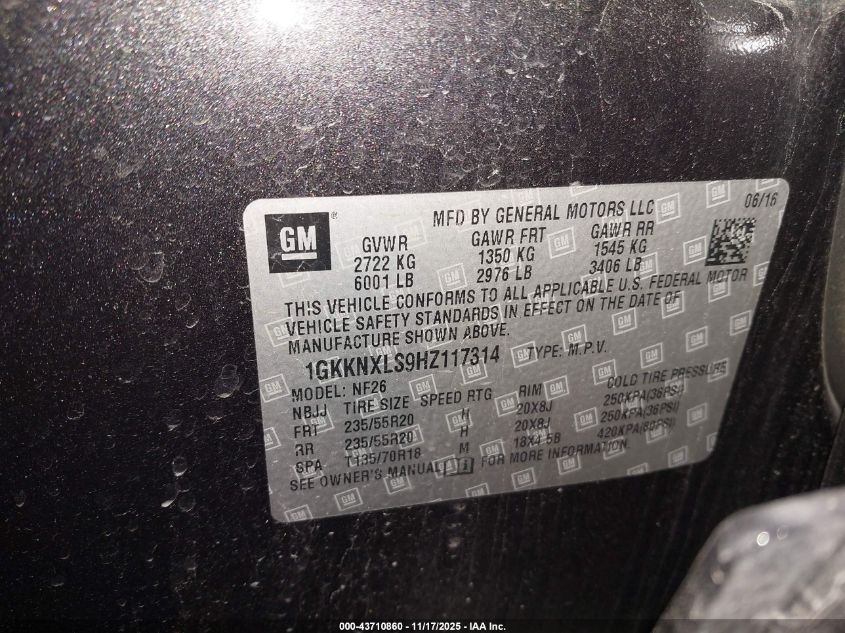 GM ®
MFD BY GENERAL MOTORS LLC
06/16
GVWR GAWR FRT GAWR RR
2722 KG 1350 KG 1545 KG
6001 LB 2976 LB 3406 LB
THIS VEHICLE CONFORMS TO ALL APPLICABLE U.S. FEDERAL MOTOR
VEHICLE SAFETY STANDARDS IN EFFECT ON THE DATE OF
MANUFACTURE SHOWN ABOVE.
1GKKNXLS9HZ117314 TYPE: M.P.V.
MODEL: NF26
NBJJ TIRE SIZE SPEED RTG RIM COLD TIRE PRESSURE
FRT 235/55R20 H 20X8J 250KPA(36PSI)
RR 235/55R20 H 20X8J 250KPA(36PSI)
SPA T135/70R18 M 18X4.5B 420KPA(60PSI)
SEE OWNER'S MANUAL FOR MORE INFORMATION.
000-43710860 - 11/17/2025 - IAA Inc.